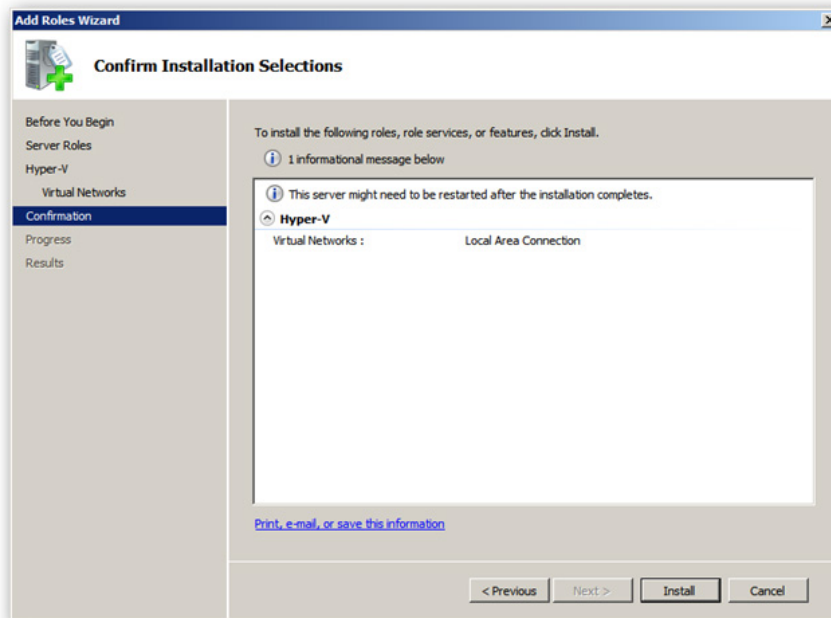 Add Roles Wizard
Confirm Installation Selections
Before You Begin
Server Roles
Hyper-V
Virtual Networks
Confirmation
Progress
Results
To install the following roles, role services, or features, click Install.
1 informational message below
This server might need to be restarted after the installation completes.
Hyper-V
Virtual Networks : Local Area Connection
Print, e-mail, or save this information
< Previous Next > Install Cancel